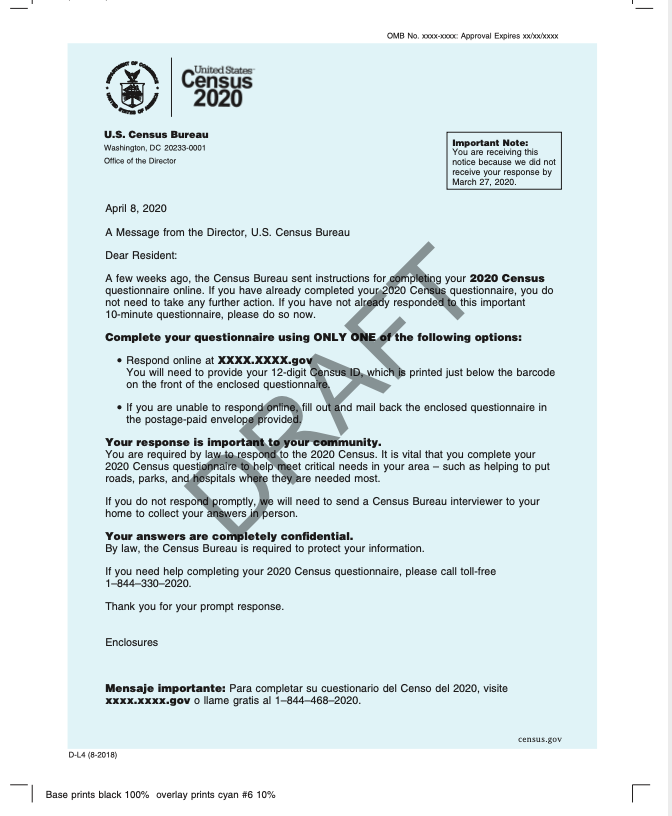 OMB No. xxxx-xxxx: Approval Expires xx/xx/xxxx
DEPARTMENT OF COMMERCE
UNITED STATES OF AMERICA
United States®
Census
2020
U.S. Census Bureau
Washington, DC 20233-0001
Office of the Director
Important Note:
You are receiving this
notice because we did not
receive your response by
March 27, 2020.
April 8, 2020
A Message from the Director, U.S. Census Bureau
Dear Resident:
A few weeks ago, the Census Bureau sent instructions for completing your 2020 Census
questionnaire online. If you have already completed your 2020 Census questionnaire, you do
not need to take any further action. If you have not already responded to this important
10-minute questionnaire, please do so now.
Complete your questionnaire using ONLY ONE of the following options:
• Respond online at XXXX.XXXX.gov
You will need to provide your 12-digit Census ID, which is printed just below the barcode
on the front of the enclosed questionnaire.
• If you are unable to respond online, fill out and mail back the enclosed questionnaire in
the postage-paid envelope provided.
Your response is important to your community.
You are required by law to respond to the 2020 Census. It is vital that you complete your
2020 Census questionnaire to help meet critical needs in your area – such as helping to put
roads, parks, and hospitals where they are needed most.
If you do not respond promptly, we will need to send a Census Bureau interviewer to your
home to collect your answers in person.
Your answers are completely confidential.
By law, the Census Bureau is required to protect your information.
If you need help completing your 2020 Census questionnaire, please call toll-free
1–844–330–2020.
Thank you for your prompt response.
Enclosures
Mensaje importante: Para completar su cuestionario del Censo del 2020, visite
xxxx.xxxx.gov o llame gratis al 1–844–468–2020.
census.gov
D-L4 (8-2018)
Base prints black 100% overlay prints cyan #6 10%
DRAFT